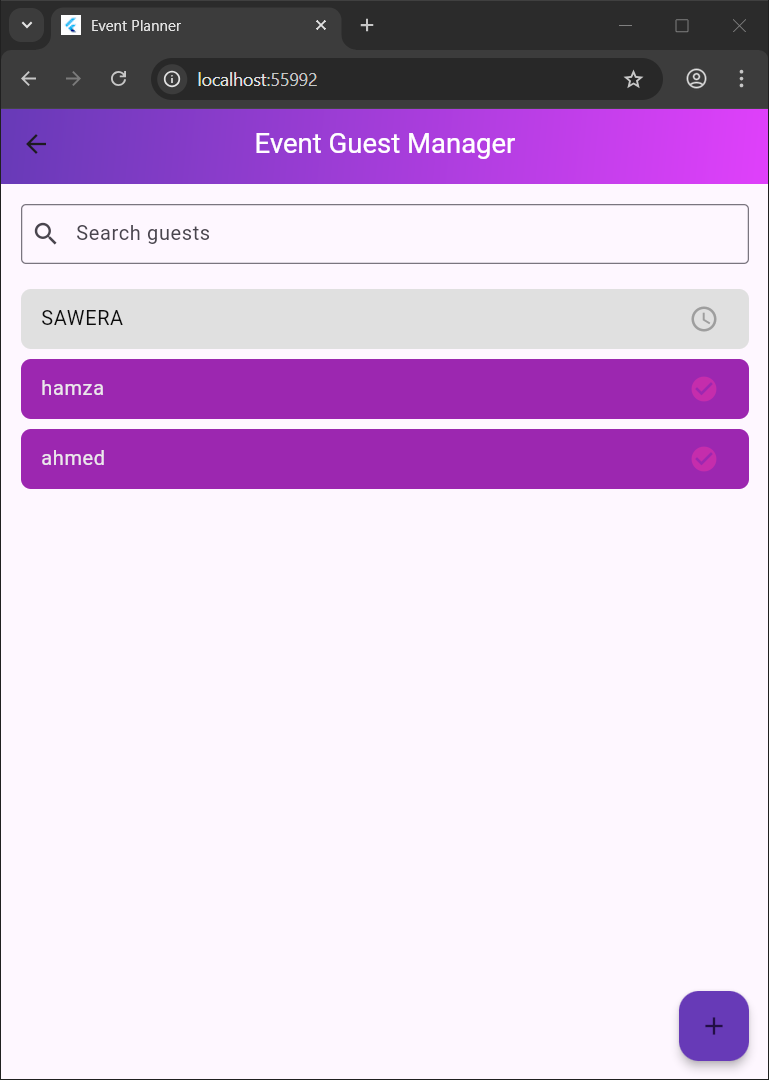 Event Planner
localhost:55992
Event Guest Manager
Search guests
SAWERA
hamza
ahmed